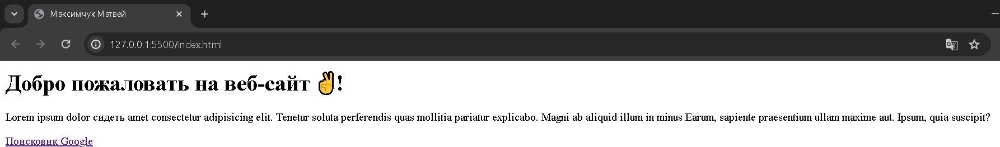 Максимчук Матвей
127.0.0.1:5500/index.html
Добро пожаловать на веб-сайт ✌!
Lorem ipsum dolor сидеть amet consectetur adipisicing elit. Tenetur soluta perferendis quas mollitia pariatur explicabo. Magni ab aliquid illum in minus Earum, sapiente praesentium ullam maxime aut. Ipsum, quia suscipit?
Поисковик Google